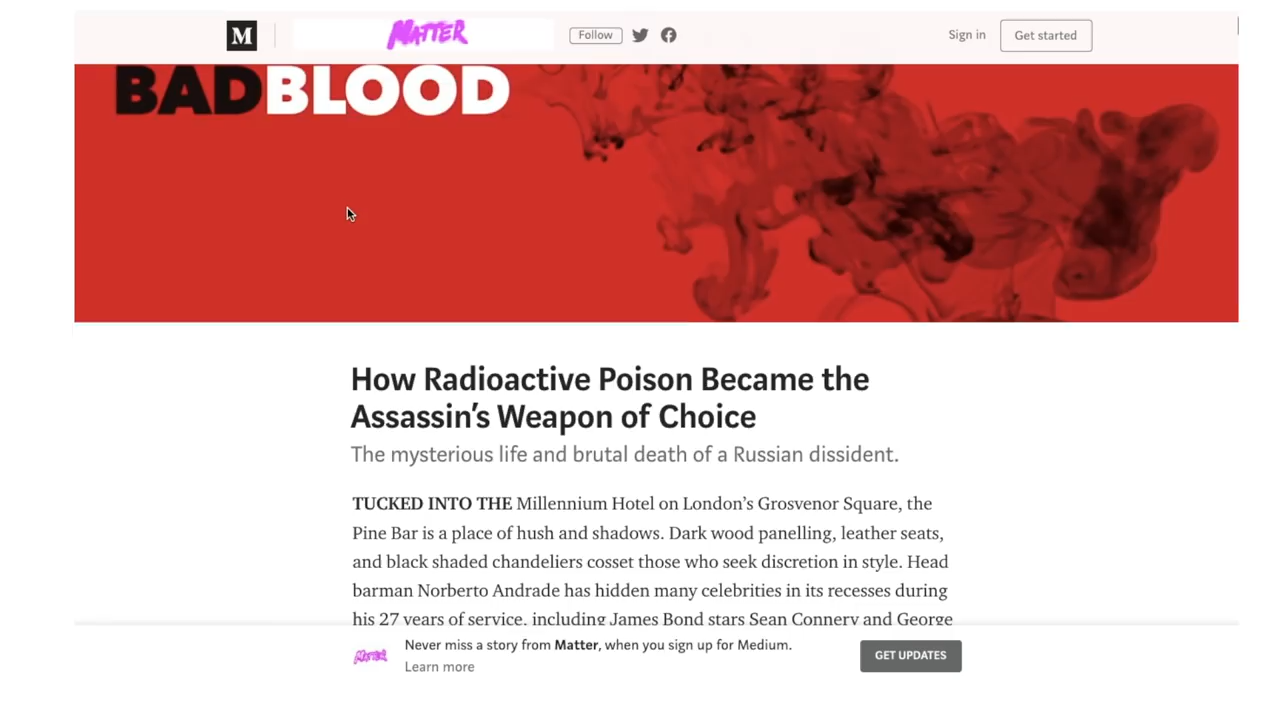 M
MATTER
Follow
Sign in
Get started
BADBLOOD
How Radioactive Poison Became the
Assassin’s Weapon of Choice
The mysterious life and brutal death of a Russian dissident.
TUCKED INTO THE Millennium Hotel on London’s Grosvenor Square, the
Pine Bar is a place of hush and shadows. Dark wood panelling, leather seats,
and black shaded chandeliers cosset those who seek discretion in style. Head
barman Norberto Andrade has hidden many celebrities in its recesses during
his 27 years of service, including James Bond stars Sean Connery and George
MATTER
Never miss a story from Matter, when you sign up for Medium.
Learn more
GET UPDATES